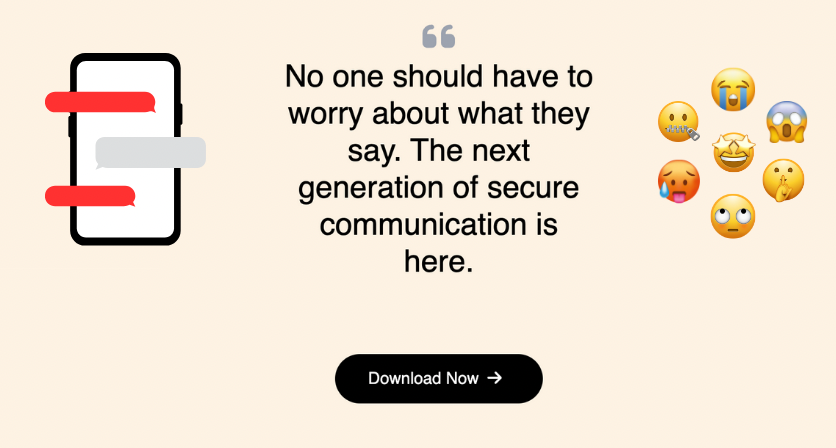 “
No one should have to
worry about what they
say. The next
generation of secure
communication is
here.
Download Now →